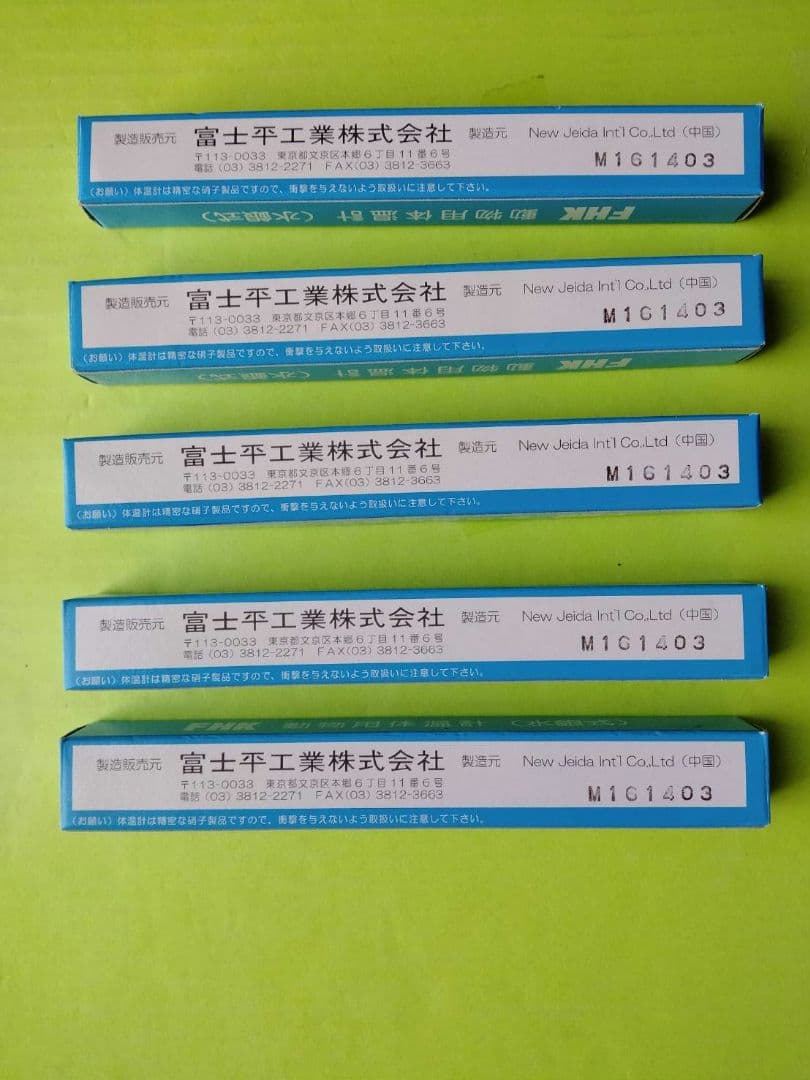 製造販売元 富士平工業株式会社 製造元 New Jeida Int'l Co.,Ltd（中国）
〒113-0033 東京都文京区本郷6丁目11番6号 M161403
電話（03）3812-2271 FAX（03）3812-3663
（お願い）体温計は精密な硝子製品ですので、衝撃を与えないよう取扱いに注意して下さい。
FHK 動物用体温計（水銀式）
製造販売元 富士平工業株式会社 製造元 New Jeida Int'l Co.,Ltd（中国）
〒113-0033 東京都文京区本郷6丁目11番6号 M161403
電話（03）3812-2271 FAX（03）3812-3663
（お願い）体温計は精密な硝子製品ですので、衝撃を与えないよう取扱いに注意して下さい。
FHK 動物用体温計（水銀式）
製造販売元 富士平工業株式会社 製造元 New Jeida Int'l Co.,Ltd（中国）
〒113-0033 東京都文京区本郷6丁目11番6号 M161403
電話（03）3812-2271 FAX（03）3812-3663
（お願い）体温計は精密な硝子製品ですので、衝撃を与えないよう取扱いに注意して下さい。
製造販売元 富士平工業株式会社 製造元 New Jeida Int'l Co.,Ltd（中国）
〒113-0033 東京都文京区本郷6丁目11番6号 M161403
電話（03）3812-2271 FAX（03）3812-3663
（お願い）体温計は精密な硝子製品ですので、衝撃を与えないよう取扱いに注意して下さい。
FHK 動物用体温計（水銀式）
製造販売元 富士平工業株式会社 製造元 New Jeida Int'l Co.,Ltd（中国）
〒113-0033 東京都文京区本郷6丁目11番6号 M161403
電話（03）3812-2271 FAX（03）3812-3663
（お願い）体温計は精密な硝子製品ですので、衝撃を与えないよう取扱いに注意して下さい。